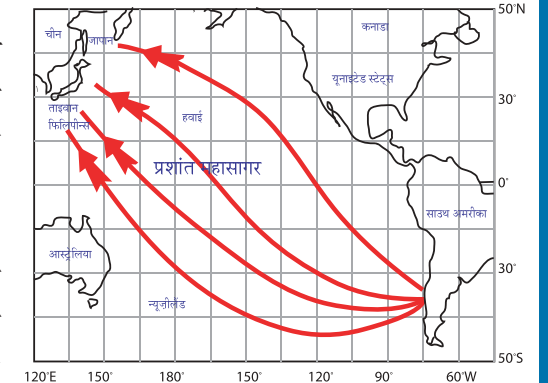 50°N
चीन
जापान
कनाडा
यूनाइटेड स्टेट्स
30°
ताइवान
फिलिपीन्स
हवाई
प्रशांत महासागर
0°
साउथ अमरीका
आस्ट्रेलिया
30°
न्यूज़ीलैंड
50°S
120°E 150° 180° 150° 120° 90° 60°W